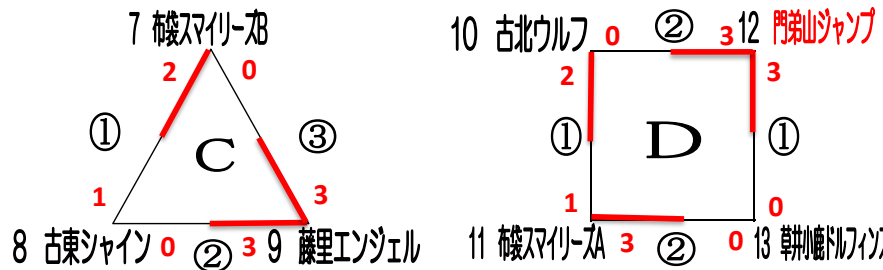 7 布袋スマイリーズB
2 0
① C ③
1 3
8 古東シャイン 0 ② 3 9 藤里エンジェル
10 古北ウルフ 0 ② 3 12 門弟山ジャンプ
2 3
① D ①
1 0
11 布袋スマイリーズA 3 ② 0 13 草井小鹿ドルフィンズ